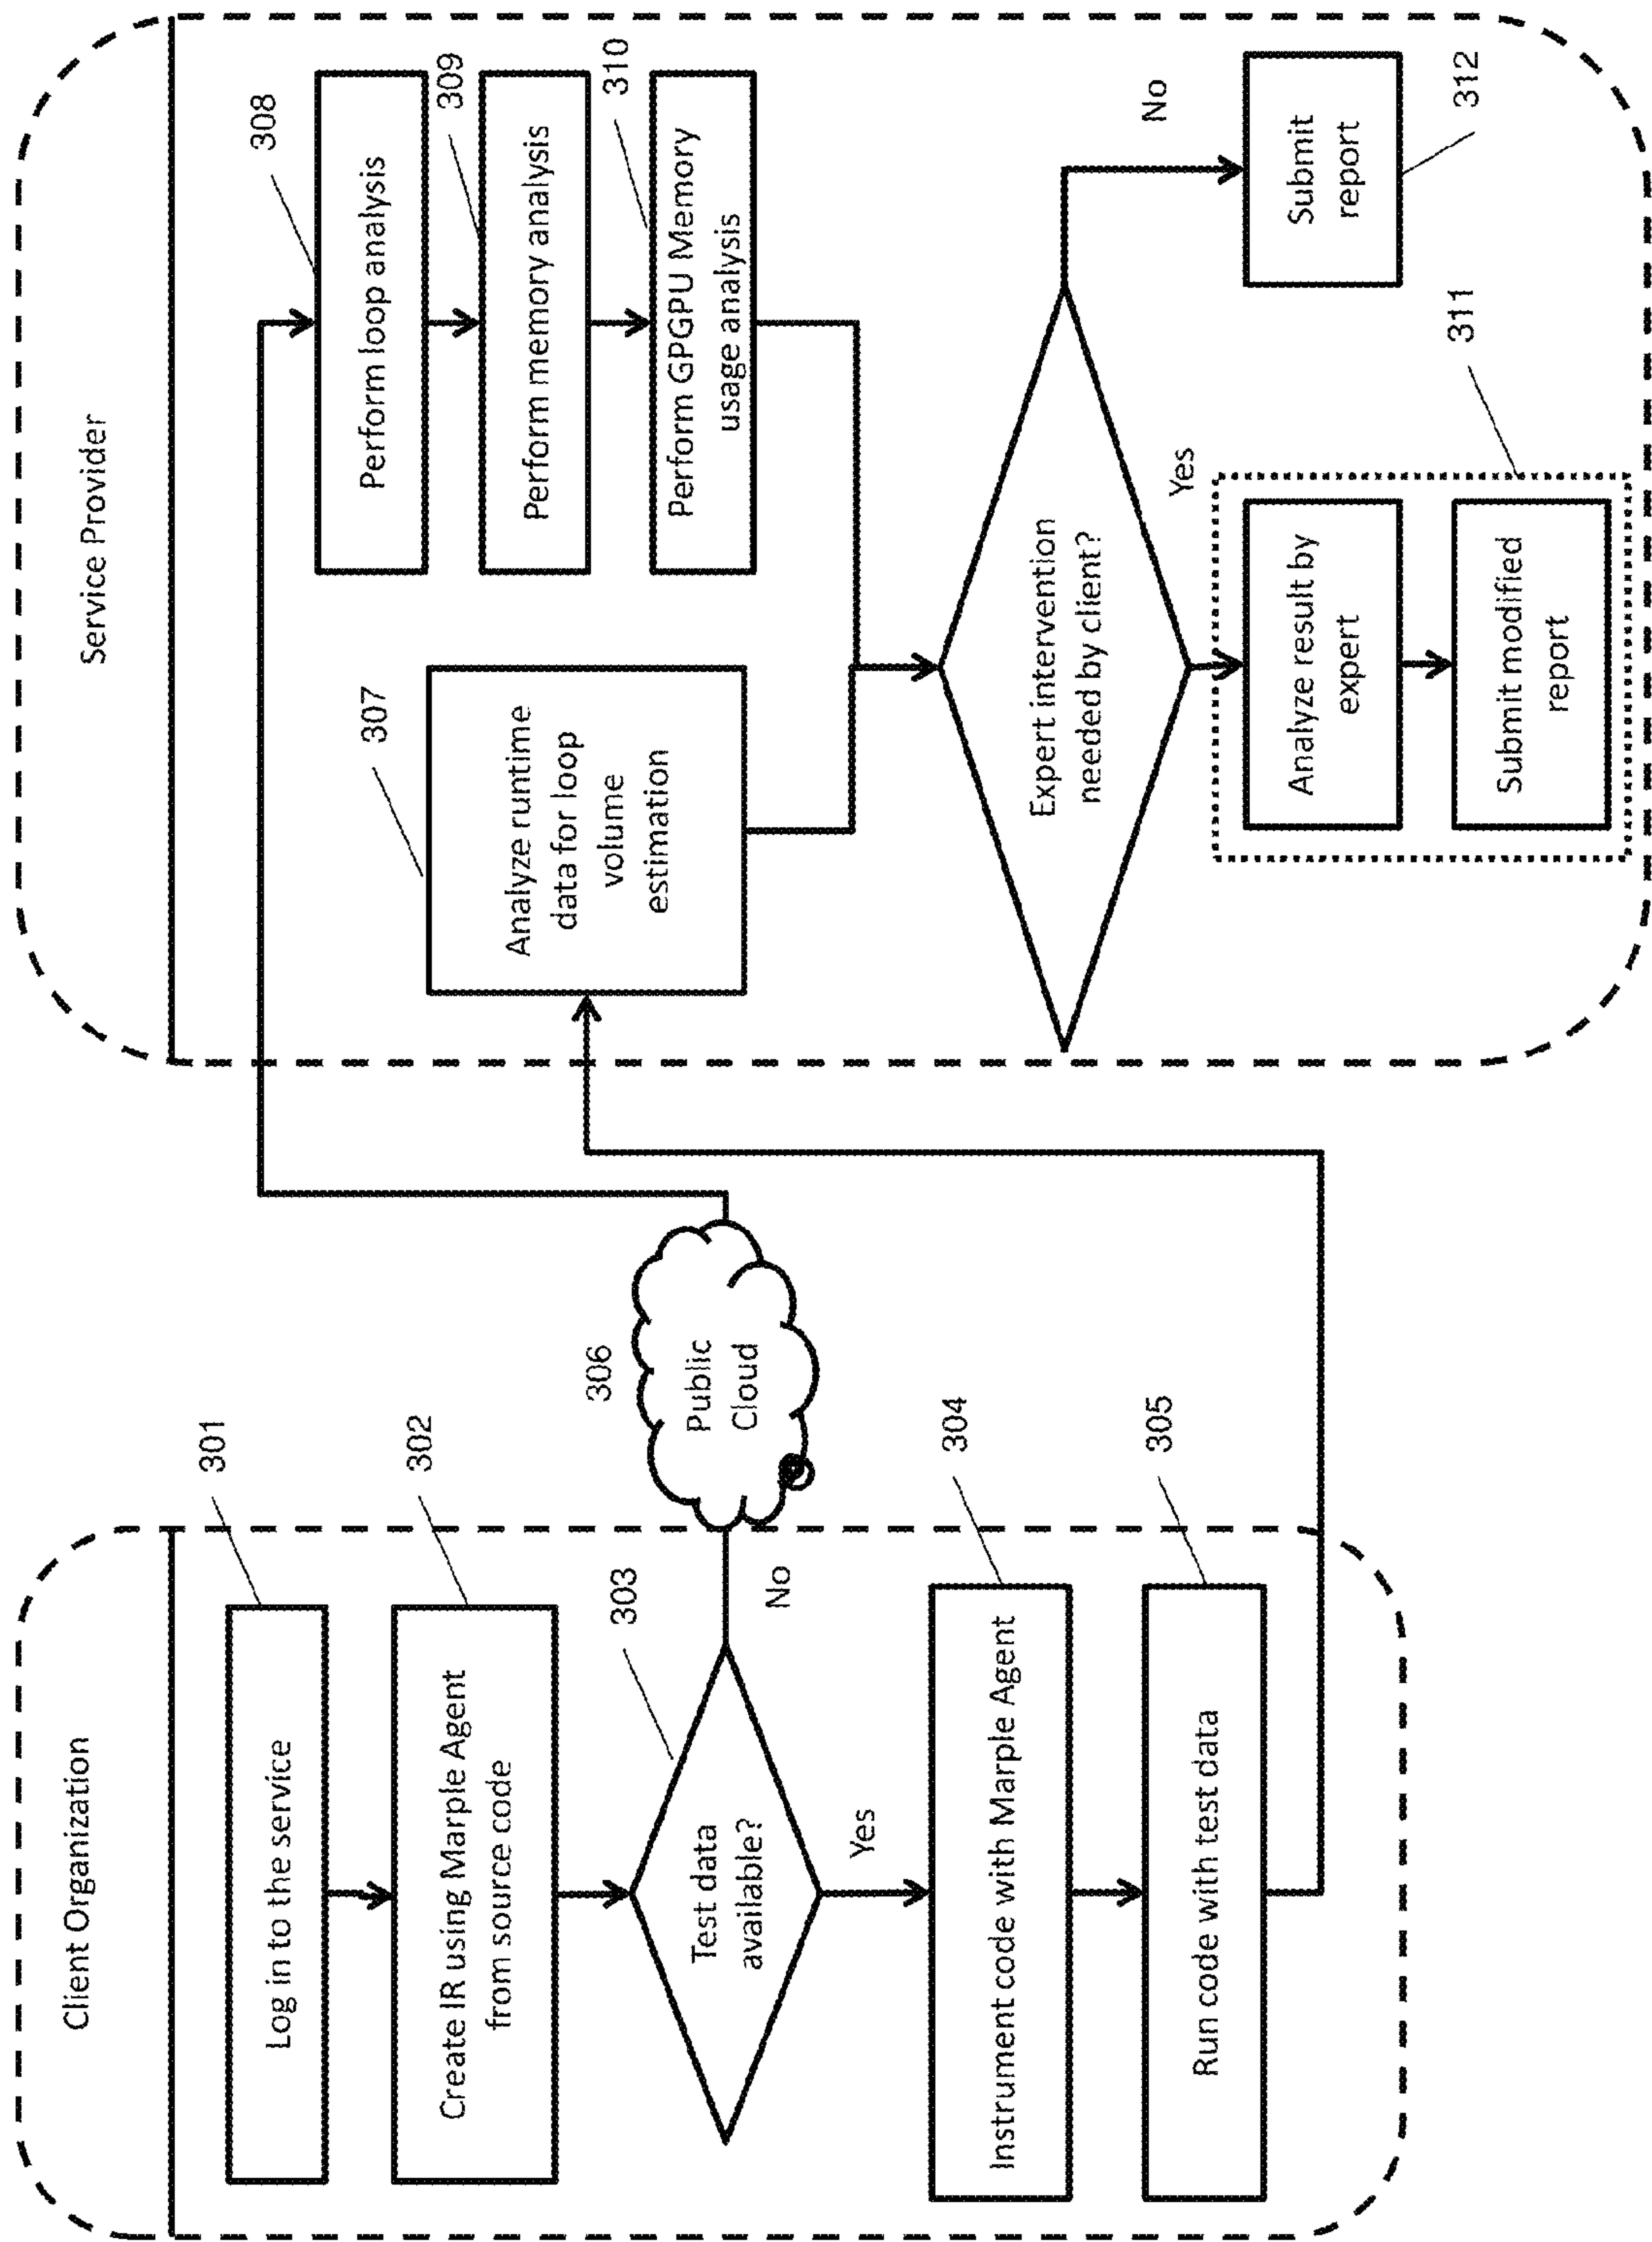 Client Organization
301
Log in to the service
302
Create IR using Marple Agent
from source code
303
Test data
available?
No
Yes
304
Instrument code with Marple Agent
305
Run code with test data
306
Public
Cloud
Service Provider
307
Analyze runtime
data for loop
volume
estimation
308
Perform loop analysis
309
Perform memory analysis
310
Perform GPGPU Memory
usage analysis
Expert intervention
needed by client?
Yes
No
311
Analyze result by
expert
Submit modified
report
Submit
report
312